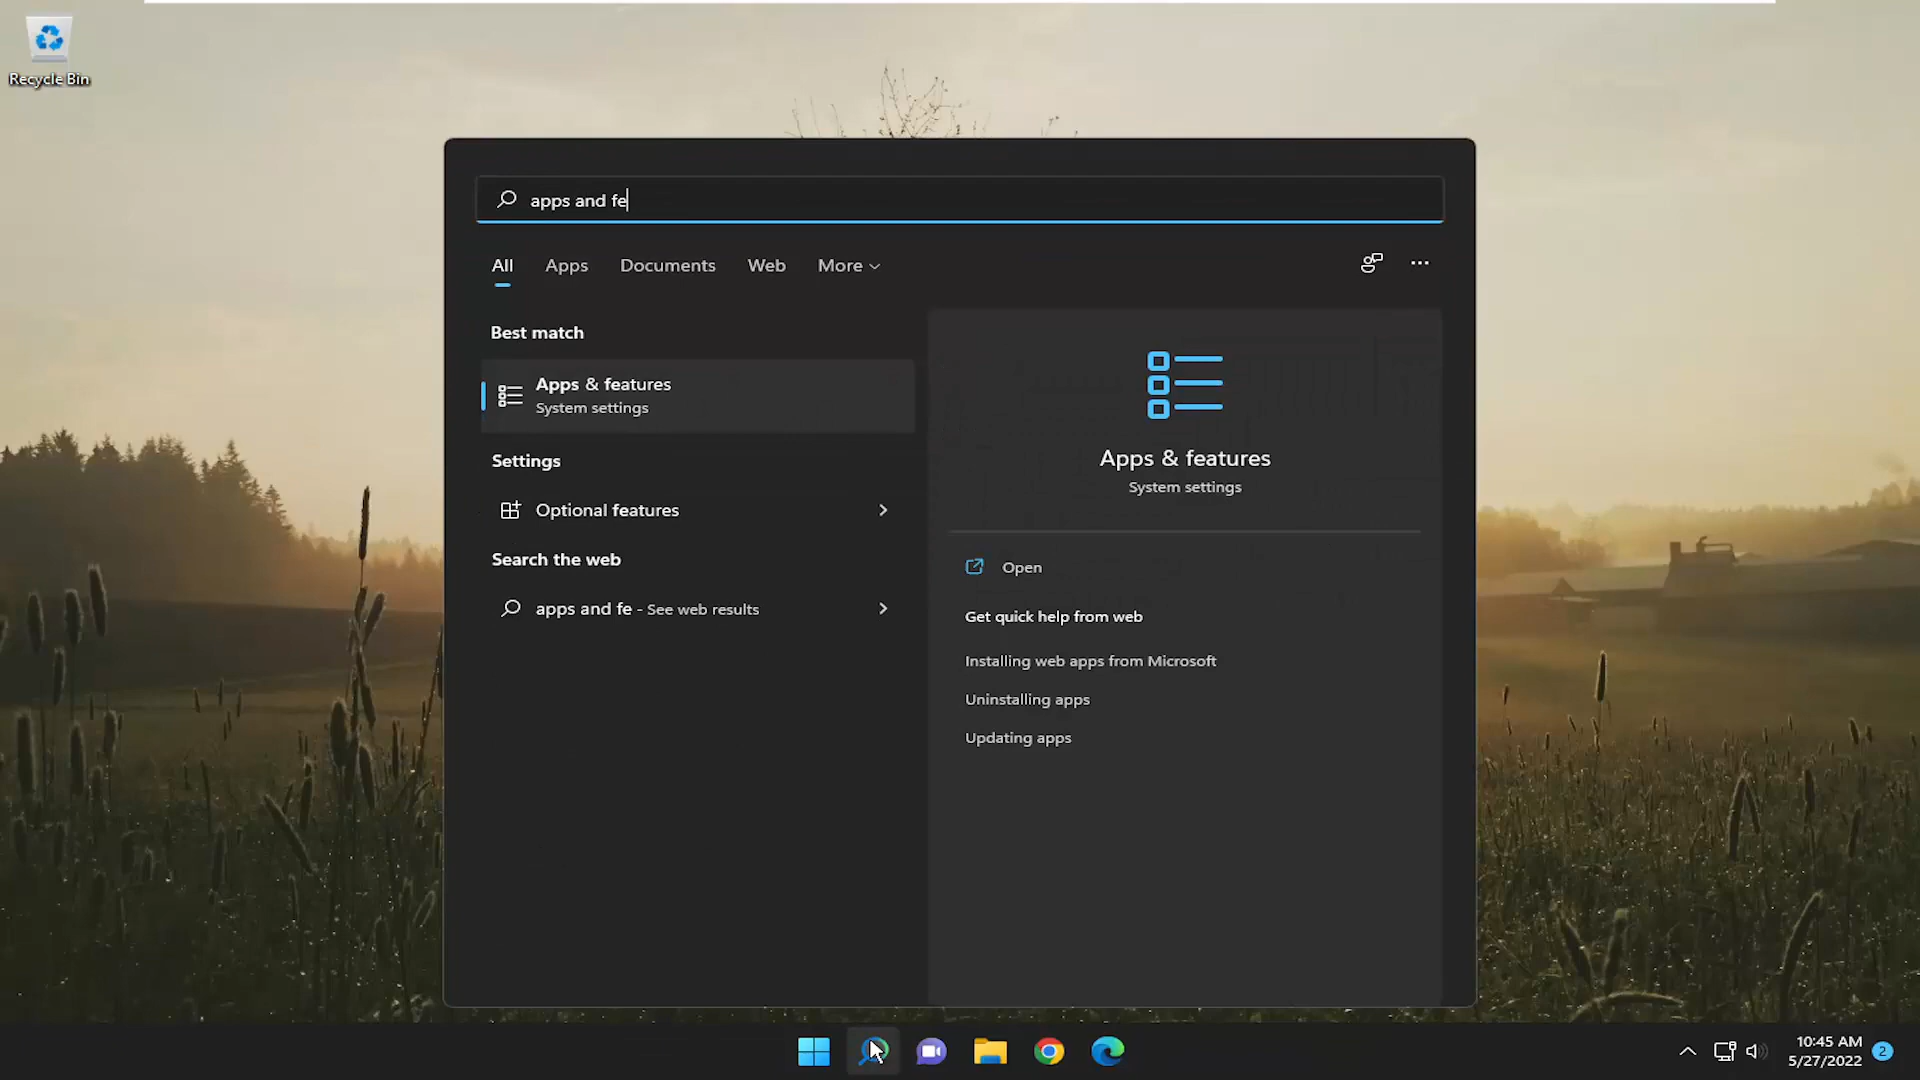 Recycle Bin
apps and fe
All
Apps
Documents
Web
More
Best match
Apps & features
System settings
Settings
Optional features
Search the web
apps and fe - See web results
Apps & features
System settings
Open
Get quick help from web
Installing web apps from Microsoft
Uninstalling apps
Updating apps
10:45 AM
5/27/2022
2